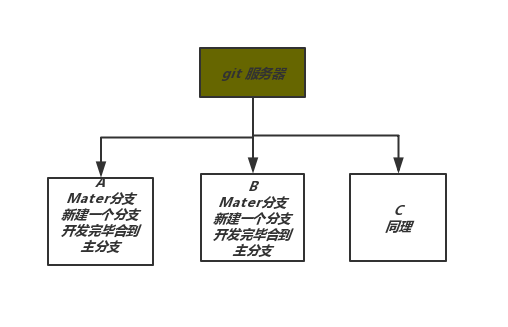 git 服务器
A
Mater分支
新建一个分支
开发完毕合到
主分支
B
Mater分支
新建一个分支
开发完毕合到
主分支
C
同理